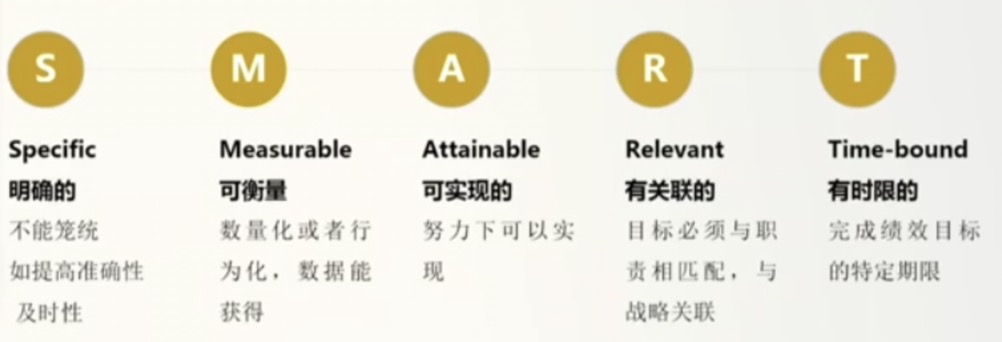 S
M
A
R
T
Specific
明确的
不能笼统
如提高准确性
及时性
Measurable
可衡量
数量化或者行
为化，数据能
获得
Attainable
可实现的
努力下可以实
现
Relevant
有关联的
目标必须与职
责相匹配，与
战略关联
Time-bound
有时限的
完成绩效目标
的特定期限